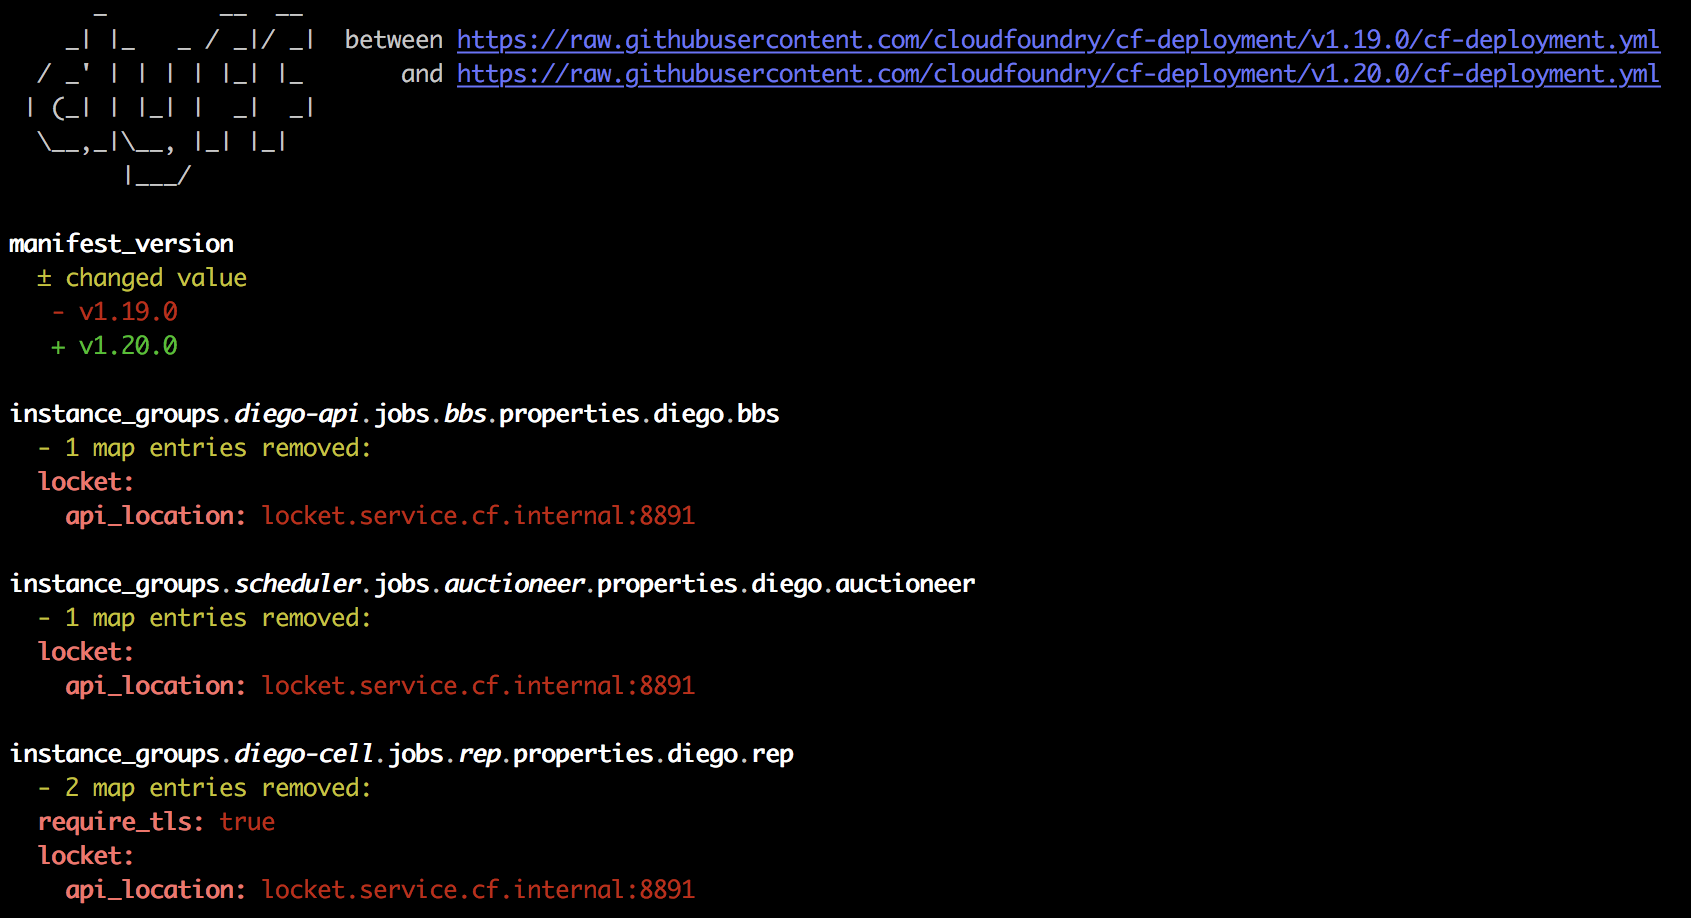 _        __  __
    _| |_   _ / _|/ _|  between https://raw.githubusercontent.com/cloudfoundry/cf-deployment/v1.19.0/cf-deployment.yml
  / _' | | | | |_| |_       and https://raw.githubusercontent.com/cloudfoundry/cf-deployment/v1.20.0/cf-deployment.yml
 | (_| | |_| |  _|  _|
  \__,_|\__, |_| |_|
        |___/
manifest_version
  ± changed value
   - v1.19.0
   + v1.20.0
instance_groups.diego-api.jobs.bbs.properties.diego.bbs
  - 1 map entries removed:
  locket:
    api_location: locket.service.cf.internal:8891
instance_groups.scheduler.jobs.auctioneer.properties.diego.auctioneer
  - 1 map entries removed:
  locket:
    api_location: locket.service.cf.internal:8891
instance_groups.diego-cell.jobs.rep.properties.diego.rep
  - 2 map entries removed:
  require_tls: true
  locket:
    api_location: locket.service.cf.internal:8891